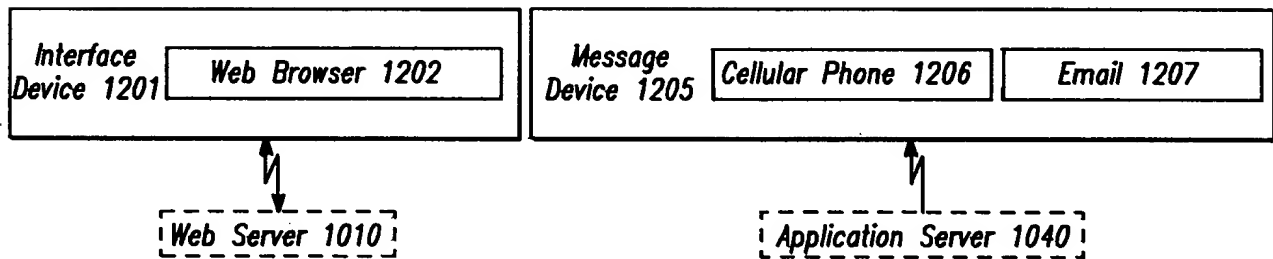 Interface
Device 1201
Web Browser 1202
Message
Device 1205
Cellular Phone 1206
Email 1207
Web Server 1010
Application Server 1040